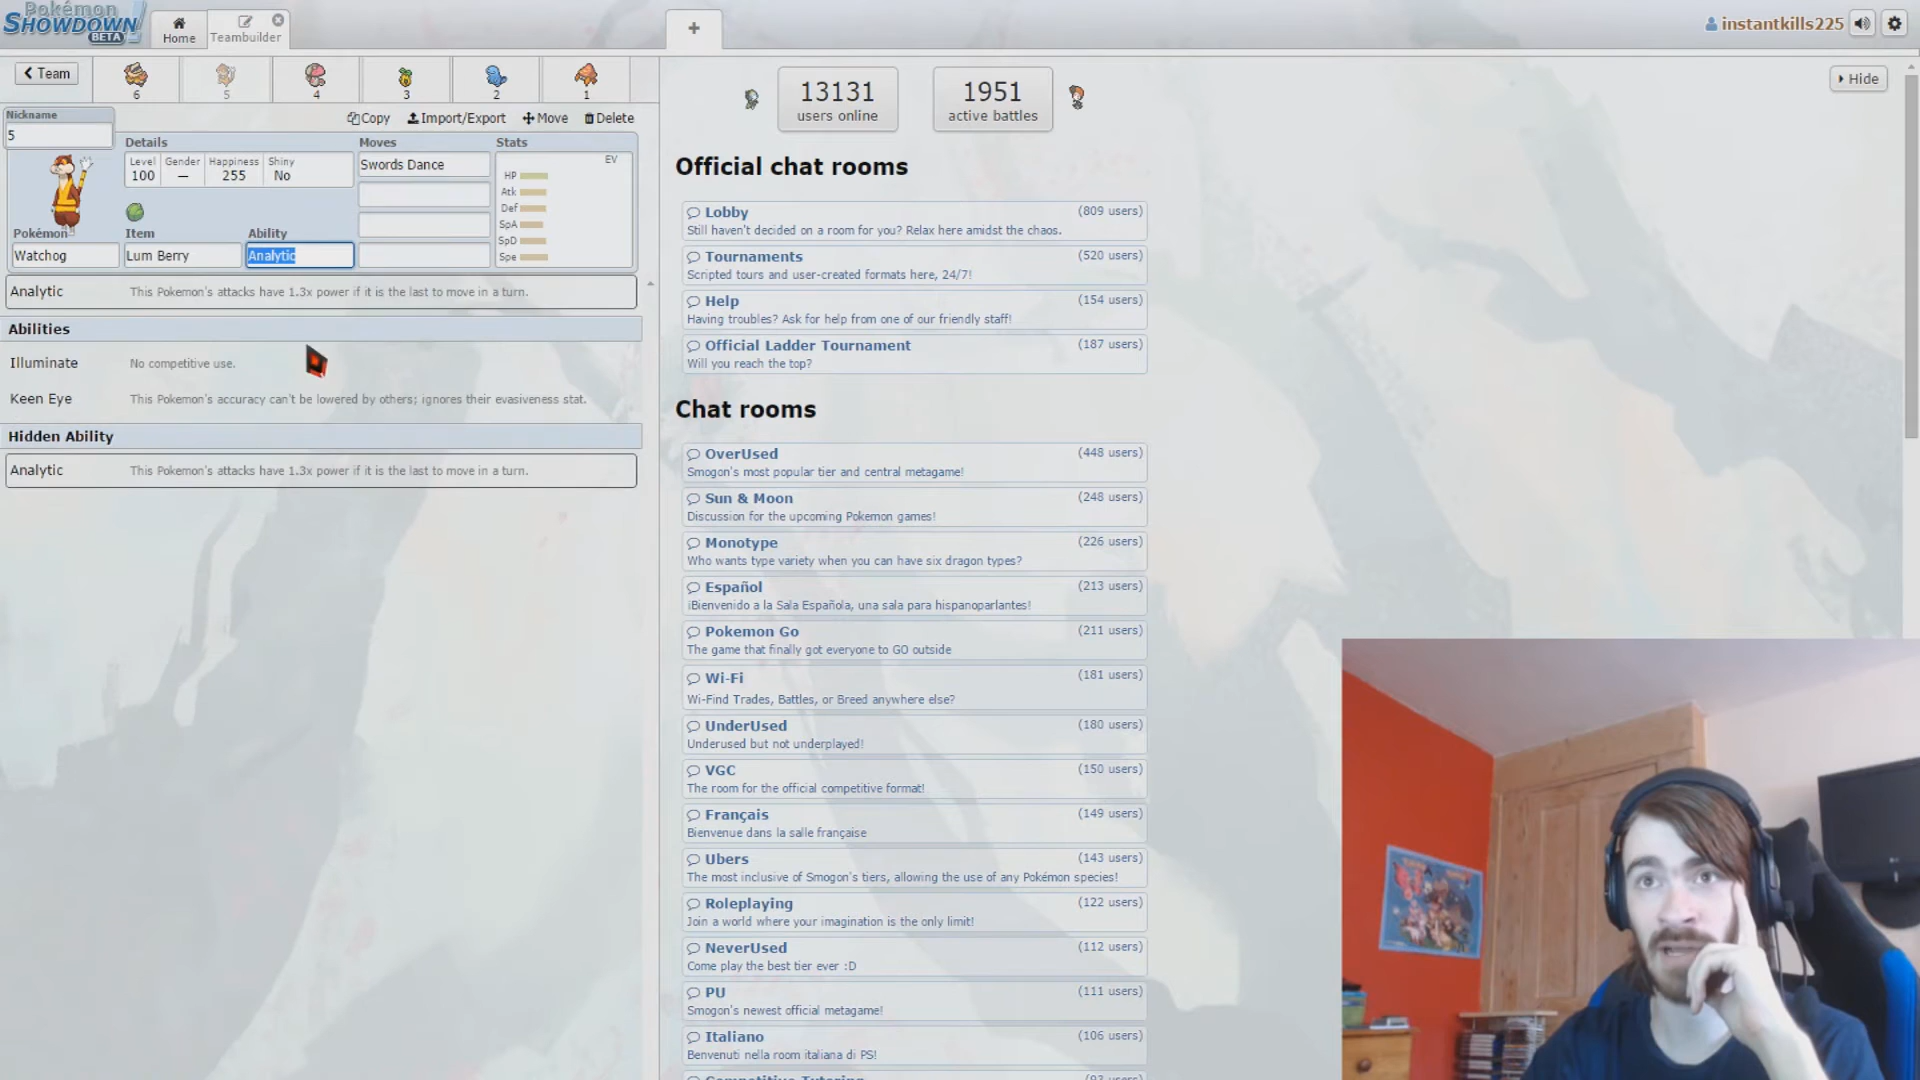 Pokémon
SHOWDOWN
BETA
Home
Teambuilder
+
instantkills225
Team
6
5
4
3
2
1
Nickname
5
Copy
Import/Export
Move
Delete
Details
Moves
Stats
Level
100
Gender
—
Happiness
255
Shiny
No
Swords Dance
EV
HP
Atk
Def
SpA
SpD
Spe
Pokémon
Item
Ability
Watchog
Lum Berry
Analytic
Analytic This Pokemon's attacks have 1.3x power if it is the last to move in a turn.
Abilities
Illuminate No competitive use.
Keen Eye This Pokemon's accuracy can't be lowered by others; ignores their evasiveness stat.
Hidden Ability
Analytic This Pokemon's attacks have 1.3x power if it is the last to move in a turn.
13131
users online
1951
active battles
Hide
Official chat rooms
Lobby (809 users)
Still haven't decided on a room for you? Relax here amidst the chaos.
Tournaments (520 users)
Scripted tours and user-created formats here, 24/7!
Help (154 users)
Having troubles? Ask for help from one of our friendly staff!
Official Ladder Tournament (187 users)
Will you reach the top?
Chat rooms
OverUsed (448 users)
Smogon's most popular tier and central metagame!
Sun & Moon (248 users)
Discussion for the upcoming Pokemon games!
Monotype (226 users)
Who wants type variety when you can have six dragon types?
Español (213 users)
¡Bienvenido a la Sala Española, una sala para hispanoparlantes!
Pokemon Go (211 users)
The game that finally got everyone to GO outside
Wi-Fi (181 users)
Wi-Find Trades, Battles, or Breed anywhere else?
UnderUsed (180 users)
Underused but not underplayed!
VGC (150 users)
The room for the official competitive format!
Français (149 users)
Bienvenue dans la salle française
Ubers (143 users)
The most inclusive of Smogon's tiers, allowing the use of any Pokémon species!
Roleplaying (122 users)
Join a world where your imagination is the only limit!
NeverUsed (112 users)
Come play the best tier ever :D
PU (111 users)
Smogon's newest official metagame!
Italiano (106 users)
Benvenuti nella room italiana di PS!
Competitive Tutoring